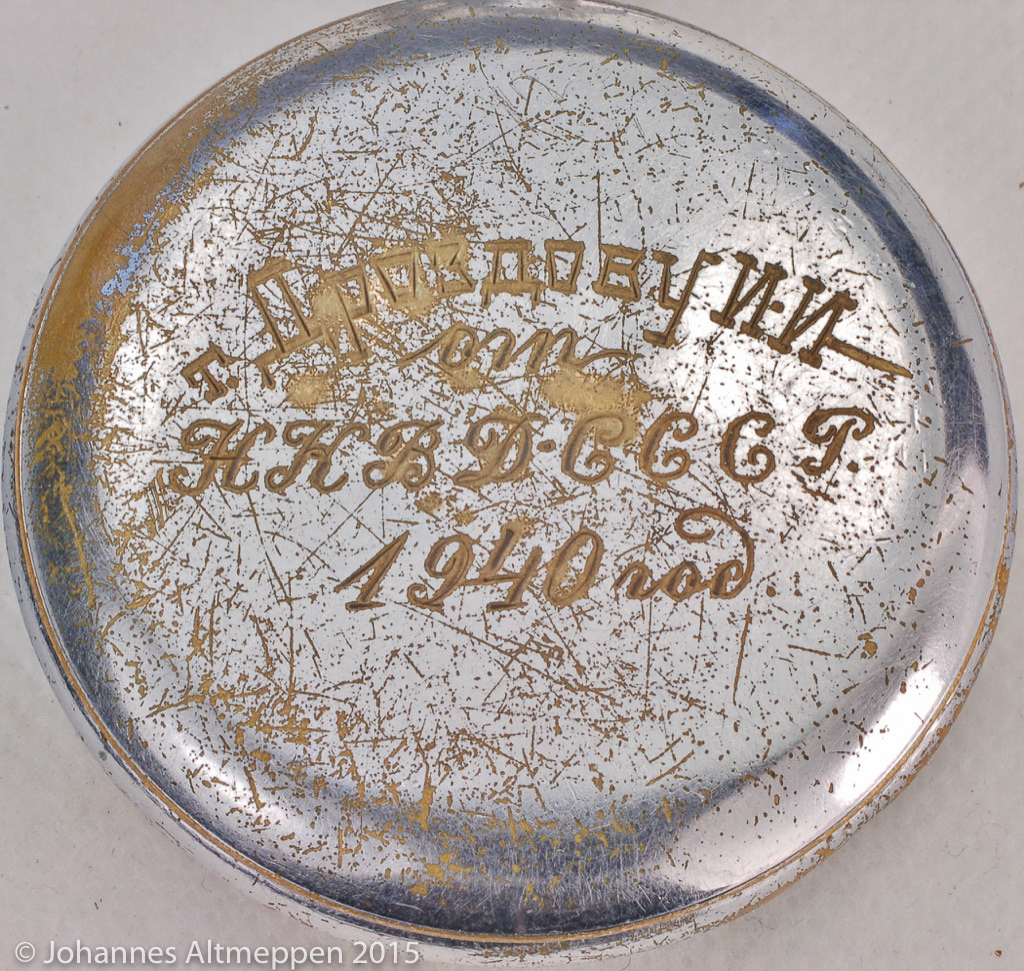 т. Дроздову И.И
от
НКВД-СССР.
1940 год.
© Johannes Altmeppen 2015